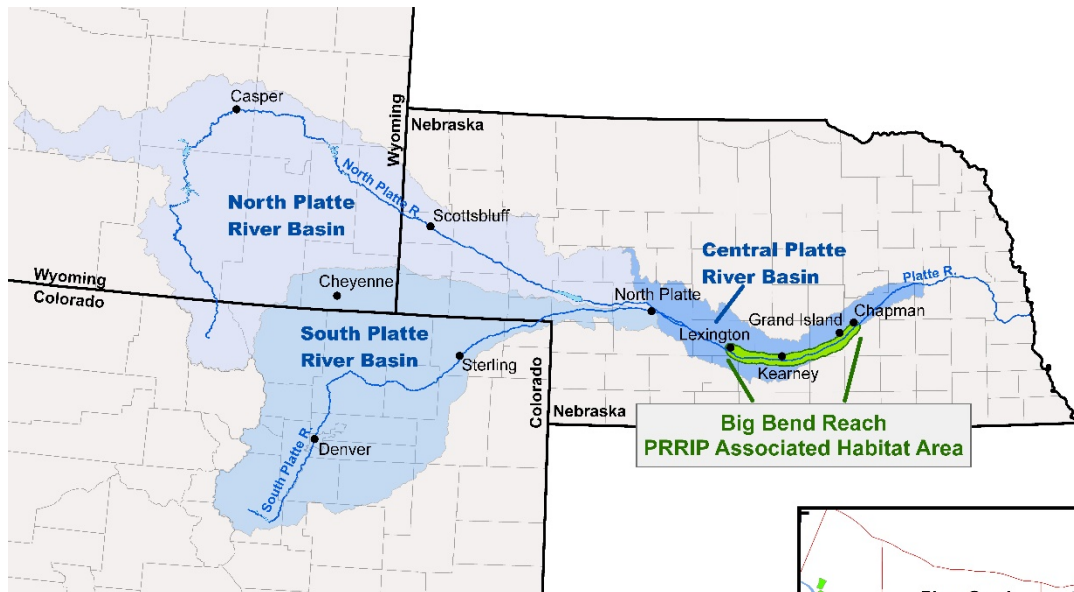 Casper
Wyoming
Nebraska
North Platte R.
North Platte
River Basin
Scottsbluff
Central Platte
River Basin
Platte R.
Wyoming
Colorado
Cheyenne
North Platte
Grand Island
Chapman
South Platte
River Basin
Lexington
Sterling
Kearney
Colorado
Nebraska
Big Bend Reach
PRRIP Associated Habitat Area
South Platte R.
Denver